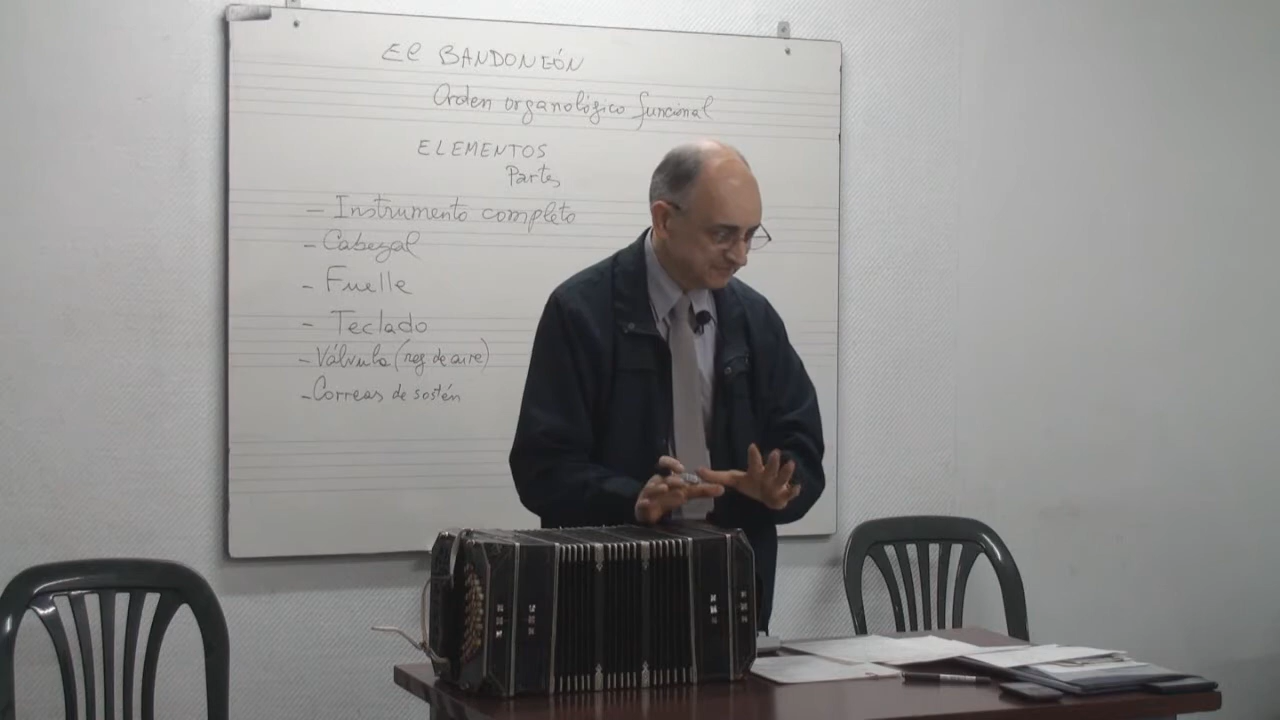 El BANDONEÓN
Orden organológico funcional
ELEMENTOS
Partes
- Instrumento completo
- Cabezal
- Fuelle
- Teclado
- Válvula (reg de aire)
- Correas de sostén